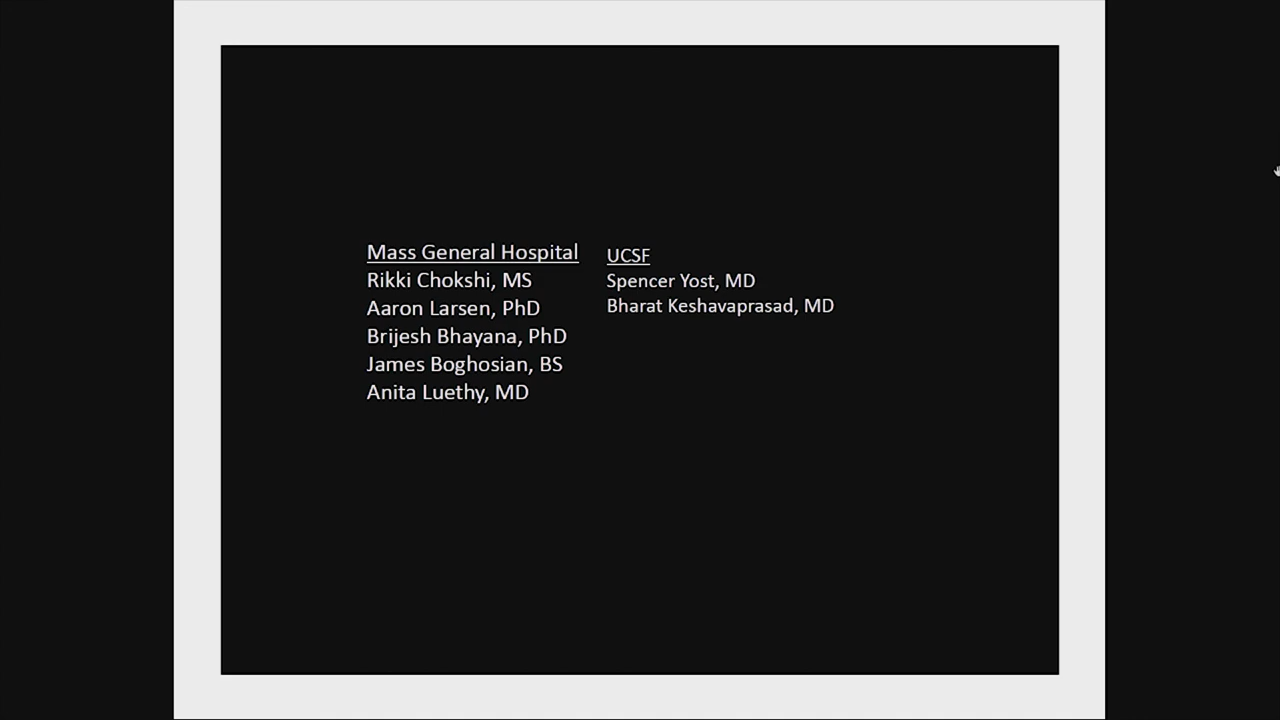 Mass General Hospital
Rikki Chokshi, MS
Aaron Larsen, PhD
Brijesh Bhayana, PhD
James Boghosian, BS
Anita Luethy, MD
UCSF
Spencer Yost, MD
Bharat Keshavaprasad, MD